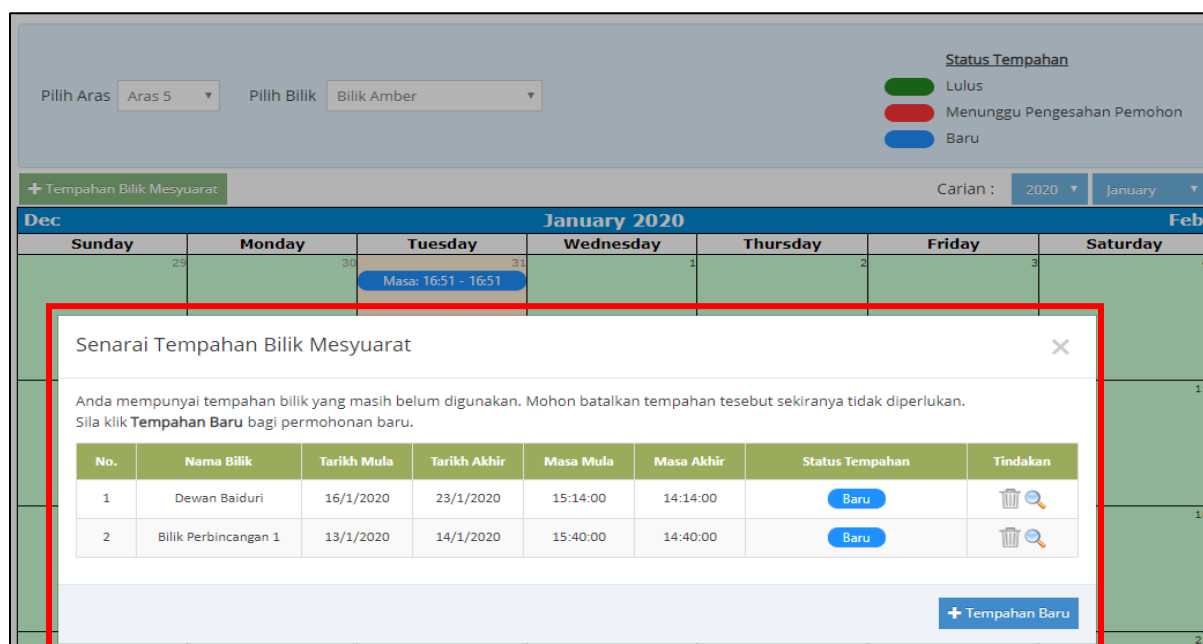 Status Tempahan
Pilih Aras Aras 5 Pilih Bilik Bilik Amber Lulus
Menunggu Pengesahan Pemohon
Baru
Tempahan Bilik Mesyuarat Carian : 2020 January
Dec January 2020 Feb
Sunday Monday Tuesday Wednesday Thursday Friday Saturday
29 30 31 1 2 3
Masa: 16:51 - 16:51
Senarai Tempahan Bilik Mesyuarat
Anda mempunyai tempahan bilik yang masih belum digunakan. Mohon batalkan tempahan tesebut sekiranya tidak diperlukan.
Sila klik Tempahan Baru bagi permohonan baru.
No. Nama Bilik Tarikh Mula Tarikh Akhir Masa Mula Masa Akhir Status Tempahan Tindakan
1 Dewan Baiduri 16/1/2020 23/1/2020 15:14:00 14:14:00 Baru
2 Bilik Perbincangan 1 13/1/2020 14/1/2020 15:40:00 14:40:00 Baru
Tempahan Baru